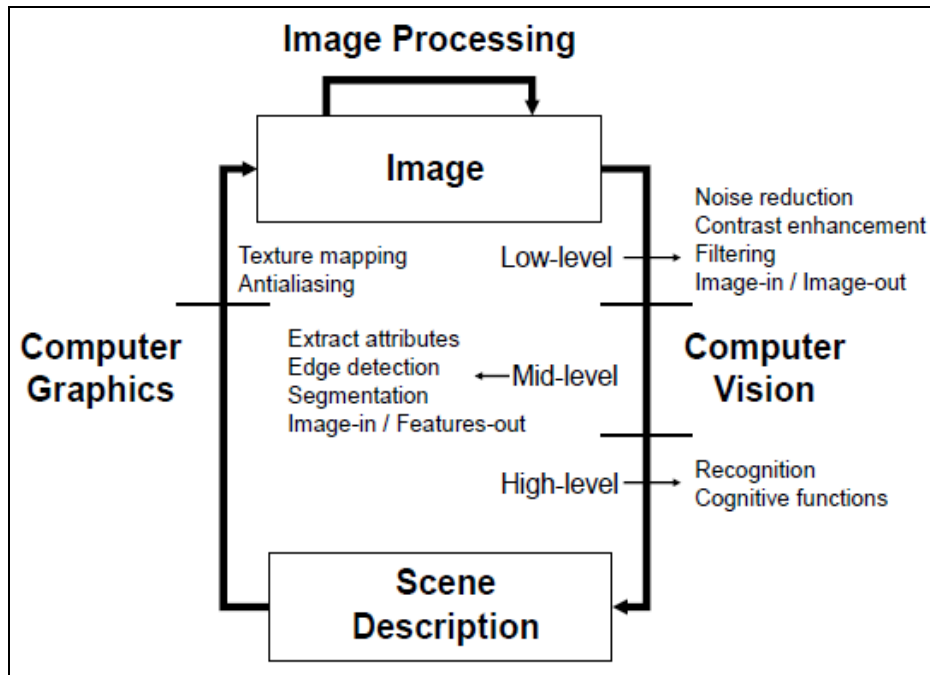 Image Processing
Image
Noise reduction
Contrast enhancement
Filtering
Image-in / Image-out
Low-level
Texture mapping
Antialiasing
Computer
Graphics
Extract attributes
Edge detection
Segmentation
Image-in / Features-out
Mid-level
Computer
Vision
High-level
Recognition
Cognitive functions
Scene
Description